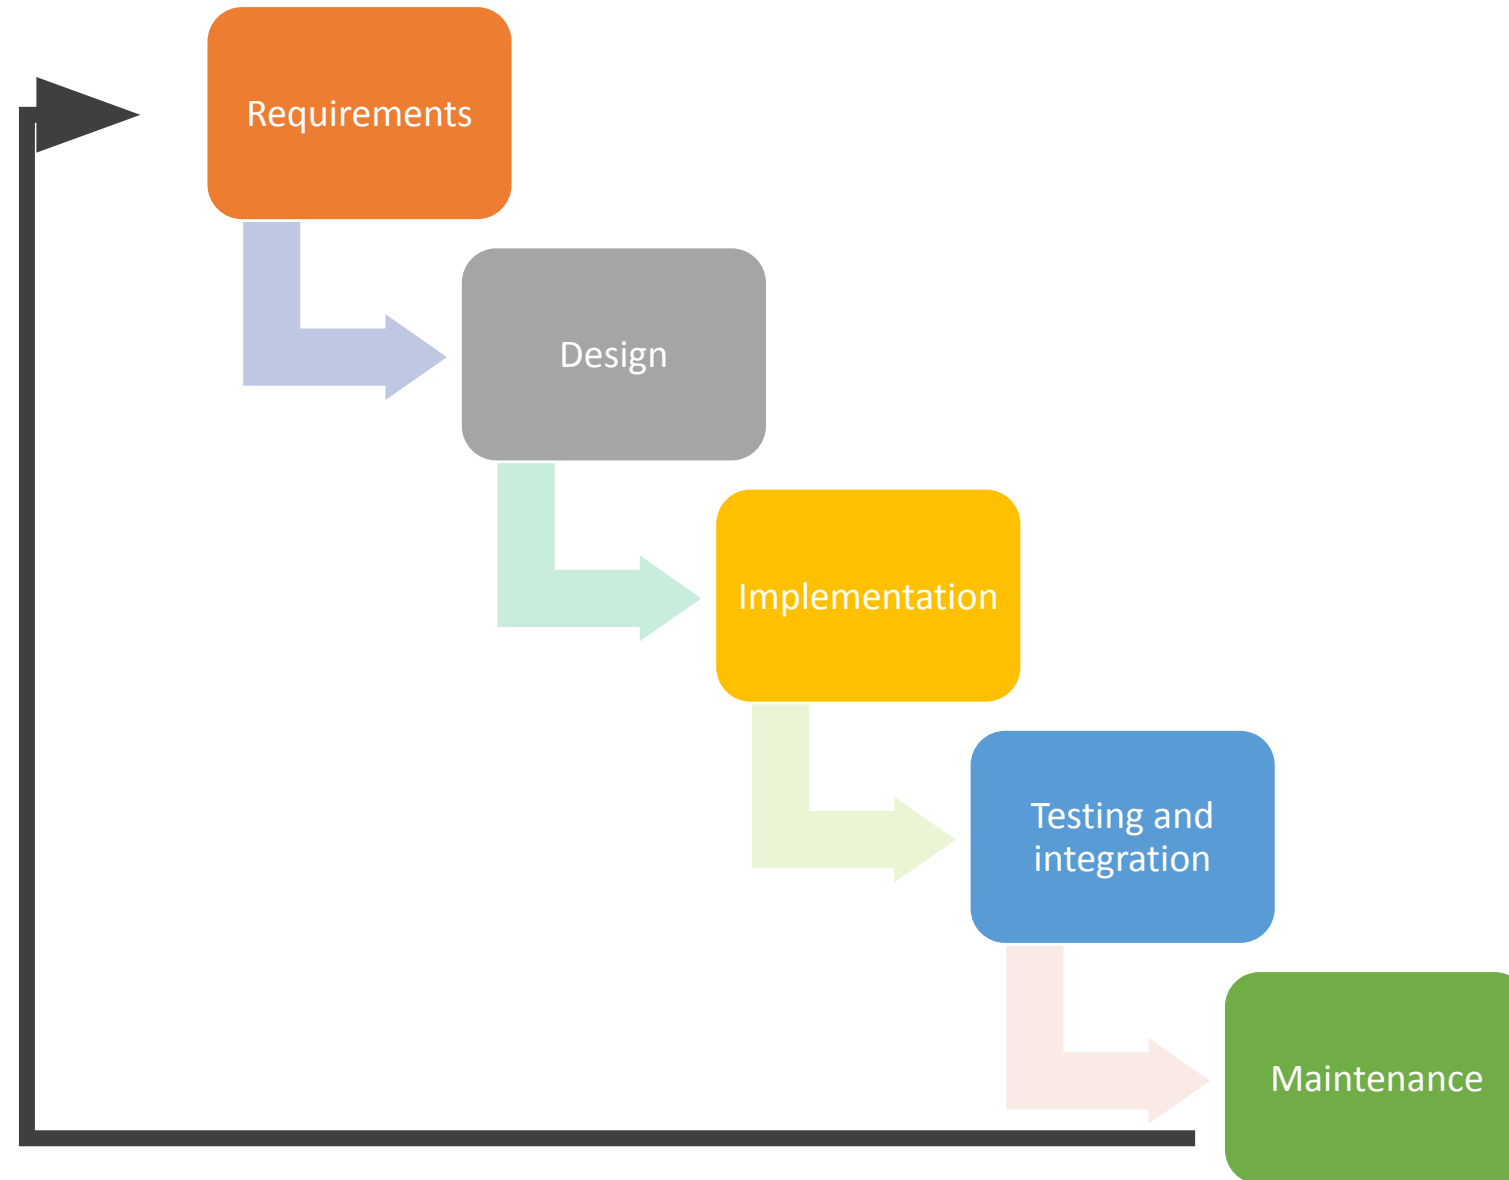 Requirements
Design
Implementation
Testing and
integration
Maintenance